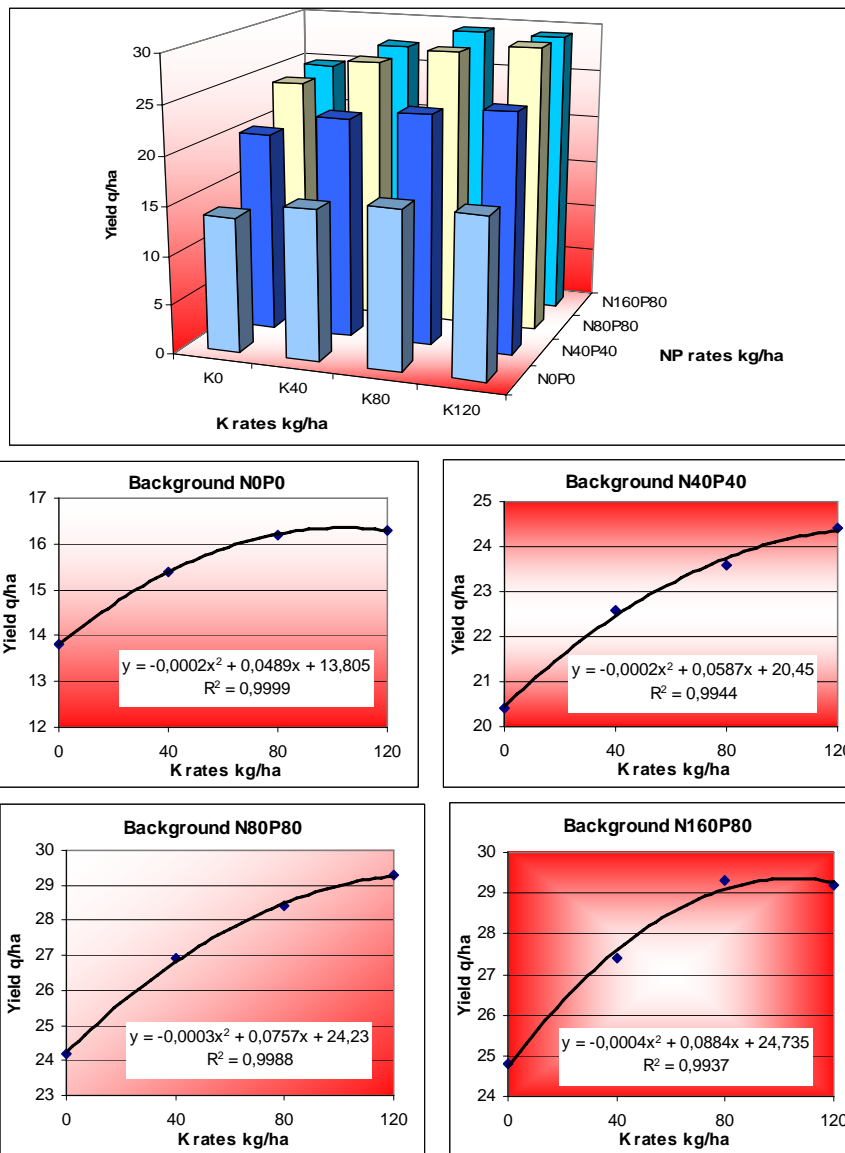 30
25
20
15
10
5
0
Yield q/ha
K0
K40
K80
K120
K rates kg/ha
N0P0
N40P40
N80P80
N160P80
NP rates kg/ha
Background N0P0
17
16
15
14
13
12
Yield q/ha
y = -0,0002x² + 0,0489x + 13,805
R² = 0,9999
0 40 80 120
K rates kg/ha
Background N40P40
25
24
23
22
21
20
Yield q/ha
y = -0,0002x² + 0,0587x + 20,45
R² = 0,9944
0 40 80 120
K rates kg/ha
Background N80P80
30
29
28
27
26
25
24
23
Yield q/ha
y = -0,0003x² + 0,0757x + 24,23
R² = 0,9988
0 40 80 120
K rates kg/ha
Background N160P80
30
29
28
27
26
25
24
Yield q/ha
y = -0,0004x² + 0,0884x + 24,735
R² = 0,9937
0 40 80 120
K rates kg/ha